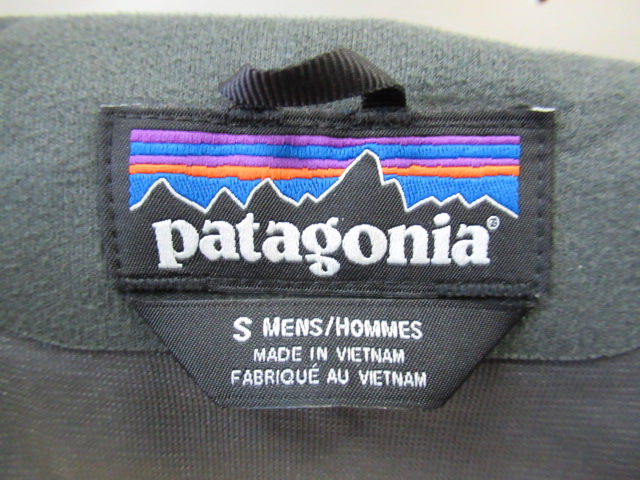 patagonia®
S MENS/HOMMES
MADE IN VIETNAM
FABRIQUÉ AU VIETNAM